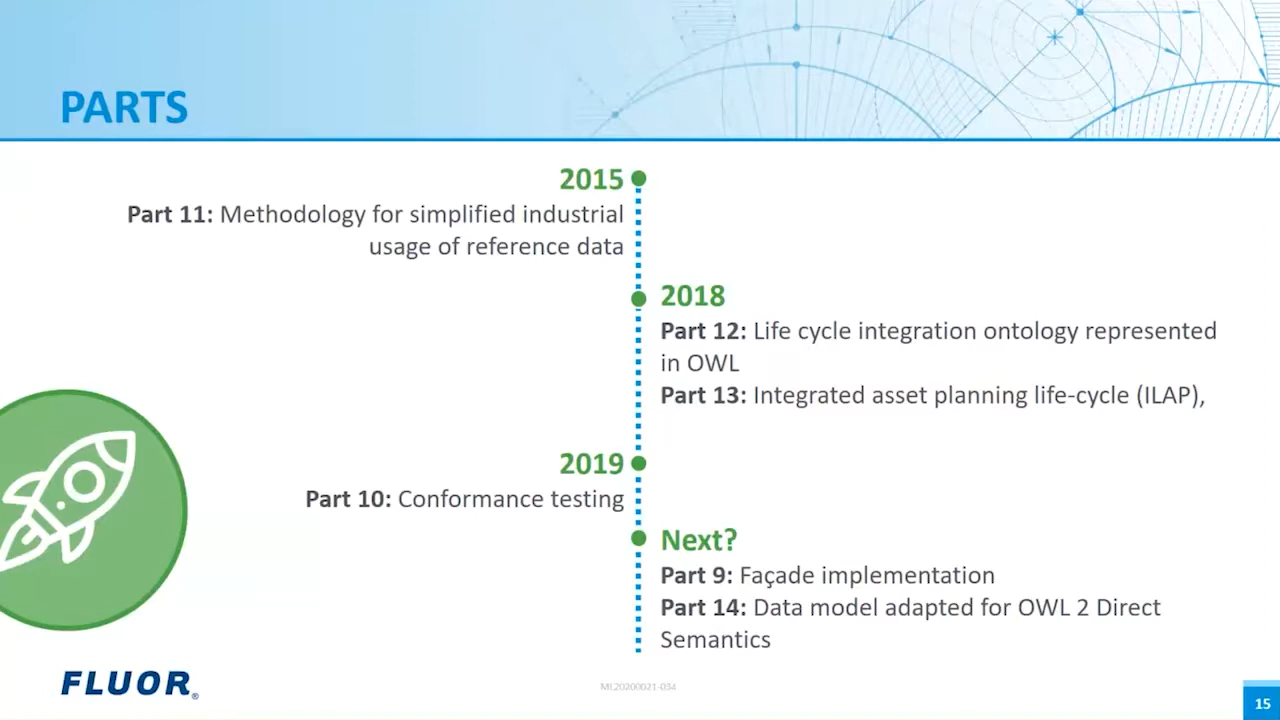 PARTS
2015
Part 11: Methodology for simplified industrial
usage of reference data
2018
Part 12: Life cycle integration ontology represented
in OWL
Part 13: Integrated asset planning life-cycle (ILAP),
2019
Part 10: Conformance testing
Next?
Part 9: Façade implementation
Part 14: Data model adapted for OWL 2 Direct
Semantics
FLUOR®
ML20200021-034
15